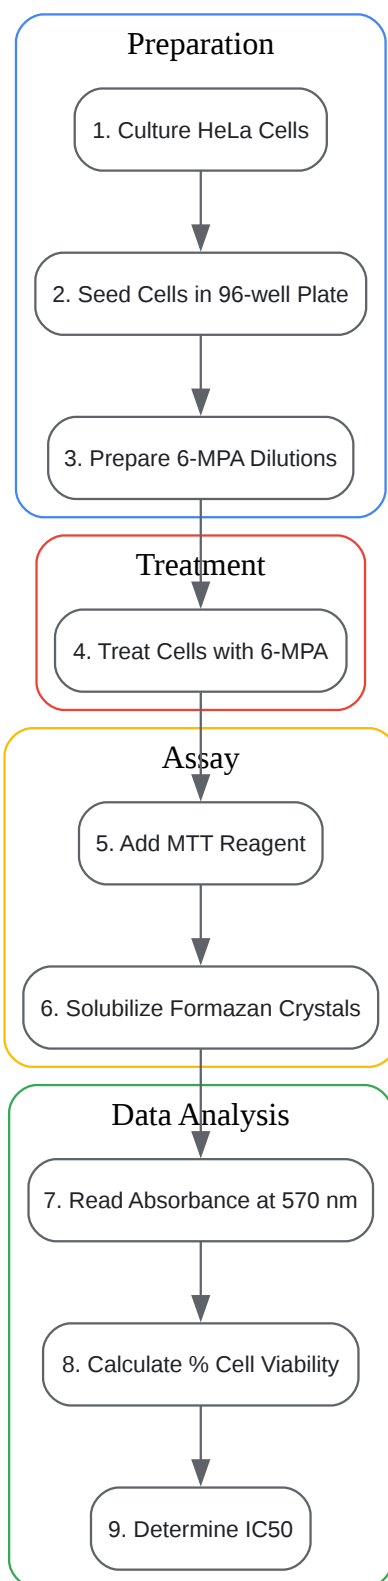 Preparation
1. Culture HeLa Cells
2. Seed Cells in 96-well Plate
3. Prepare 6-MPA Dilutions
Treatment
4. Treat Cells with 6-MPA
Assay
5. Add MTT Reagent
6. Solubilize Formazan Crystals
Data Analysis
7. Read Absorbance at 570 nm
8. Calculate % Cell Viability
9. Determine IC50